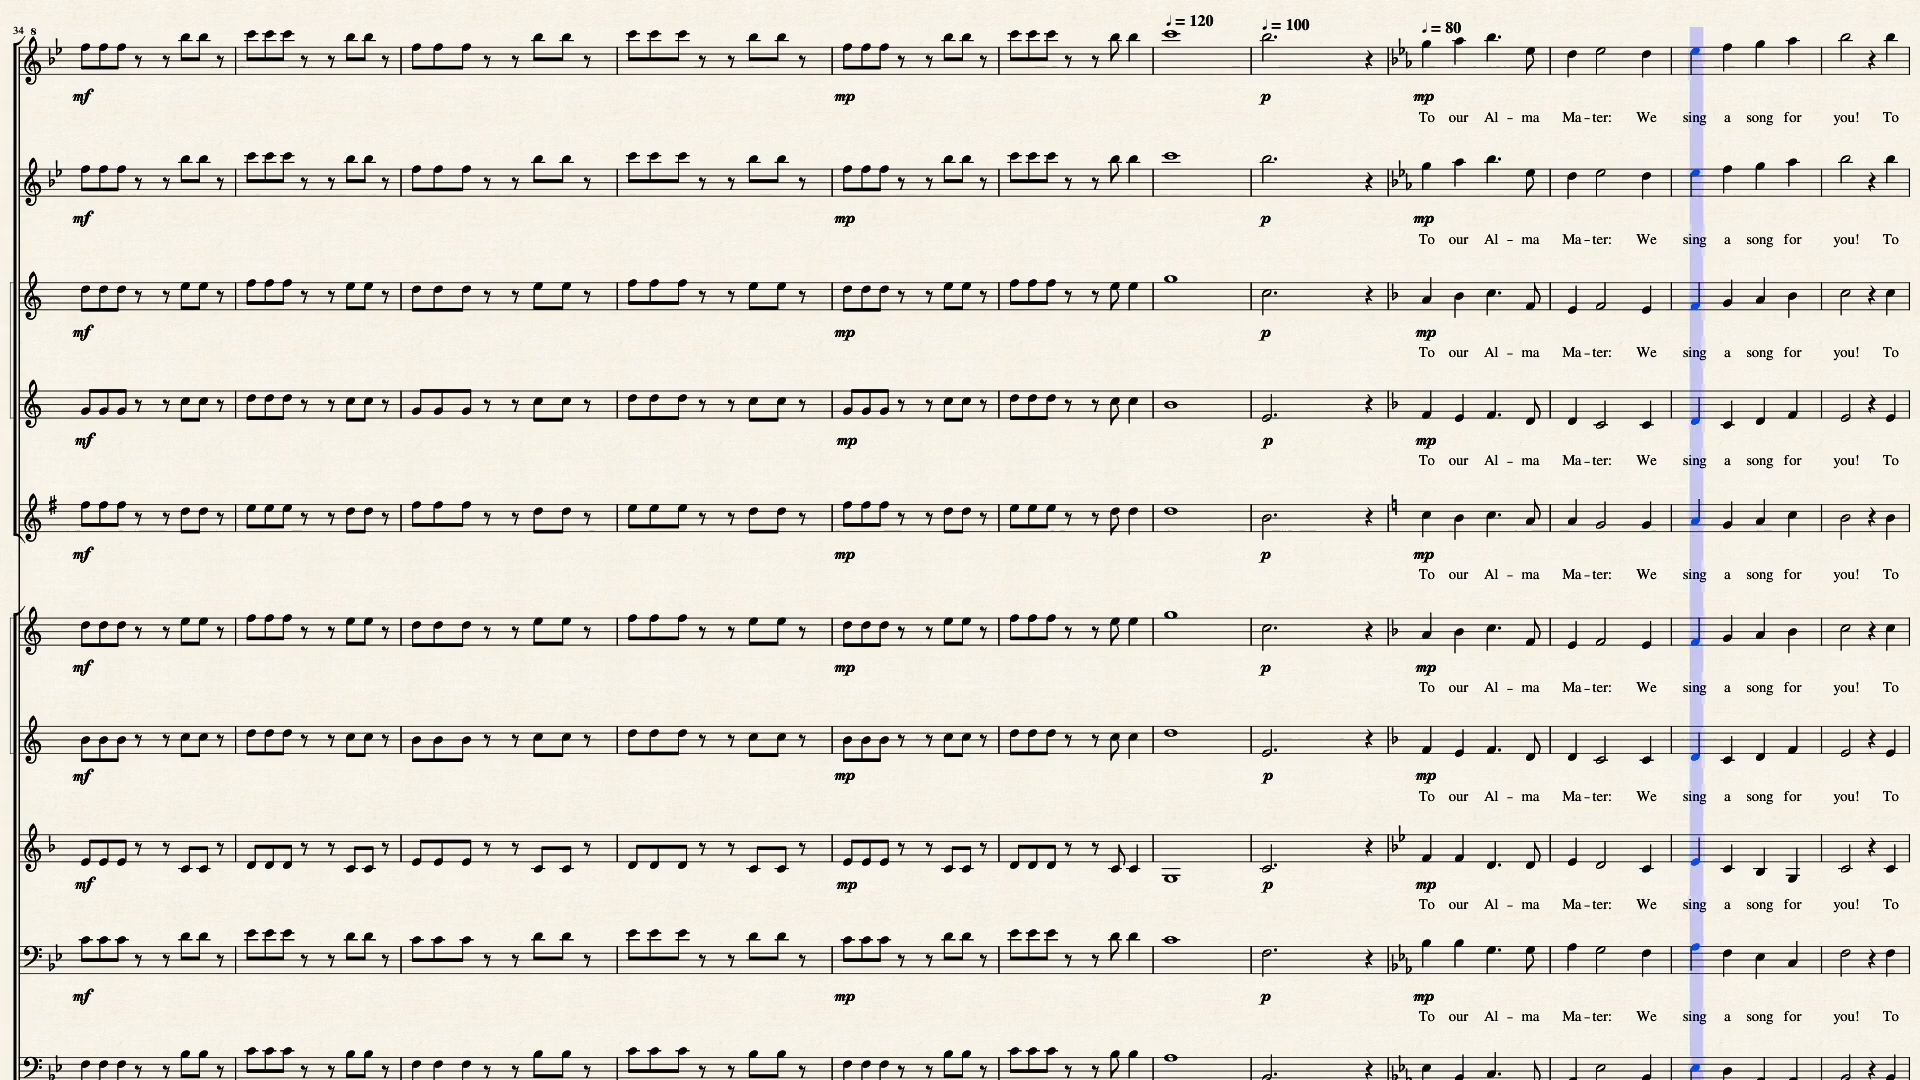 ♩ = 120 ♩ = 100 ♩ = 80
34 8
mf mp p mp
To our Al – ma Ma – ter: We sing a song for you! To
mf mp p mp
To our Al – ma Ma – ter: We sing a song for you! To
mf mp p mp
To our Al – ma Ma – ter: We sing a song for you! To
mf mp p mp
To our Al – ma Ma – ter: We sing a song for you! To
mf mp p mp
To our Al – ma Ma – ter: We sing a song for you! To
mf mp p mp
To our Al – ma Ma – ter: We sing a song for you! To
mf mp p mp
To our Al – ma Ma – ter: We sing a song for you! To
mf mp p mp
To our Al – ma Ma – ter: We sing a song for you! To
mf mp p mp
To our Al – ma Ma – ter: We sing a song for you! To